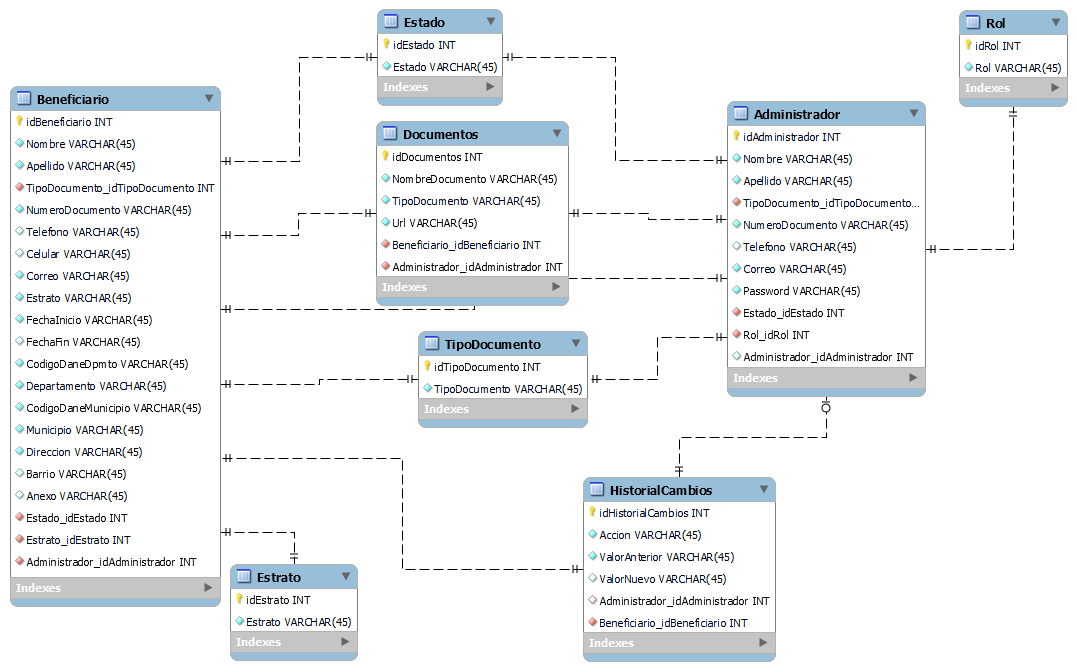 Estado
idEstado INT
Estado VARCHAR(45)
Indexes
Rol
idRol INT
Rol VARCHAR(45)
Indexes
Beneficiario
idBeneficiario INT
Nombre VARCHAR(45)
Apellido VARCHAR(45)
TipoDocumento_idTipoDocumento INT
NumeroDocumento VARCHAR(45)
Telefono VARCHAR(45)
Celular VARCHAR(45)
Correo VARCHAR(45)
Estrato VARCHAR(45)
FechaInicio VARCHAR(45)
FechaFin VARCHAR(45)
CodigoDaneDpmto VARCHAR(45)
Departamento VARCHAR(45)
CodigoDaneMunicipio VARCHAR(45)
Municipio VARCHAR(45)
Direccion VARCHAR(45)
Barrio VARCHAR(45)
Anexo VARCHAR(45)
Estado_idEstado INT
Estrato_idEstrato INT
Administrador_idAdministrador INT
Indexes
Documentos
idDocumentos INT
NombreDocumento VARCHAR(45)
TipoDocumento VARCHAR(45)
Url VARCHAR(45)
Beneficiario_idBeneficiario INT
Administrador_idAdministrador INT
Indexes
Administrador
idAdministrador INT
Nombre VARCHAR(45)
Apellido VARCHAR(45)
TipoDocumento_idTipoDocumento...
NumeroDocumento VARCHAR(45)
Telefono VARCHAR(45)
Correo VARCHAR(45)
Password VARCHAR(45)
Estado_idEstado INT
Rol_idRol INT
Administrador_idAdministrador INT
Indexes
TipoDocumento
idTipoDocumento INT
TipoDocumento VARCHAR(45)
Indexes
HistorialCambios
idHistorialCambios INT
Accion VARCHAR(45)
ValorAnterior VARCHAR(45)
ValorNuevo VARCHAR(45)
Administrador_idAdministrador INT
Beneficiario_idBeneficiario INT
Indexes
Estrato
idEstrato INT
Estrato VARCHAR(45)
Indexes